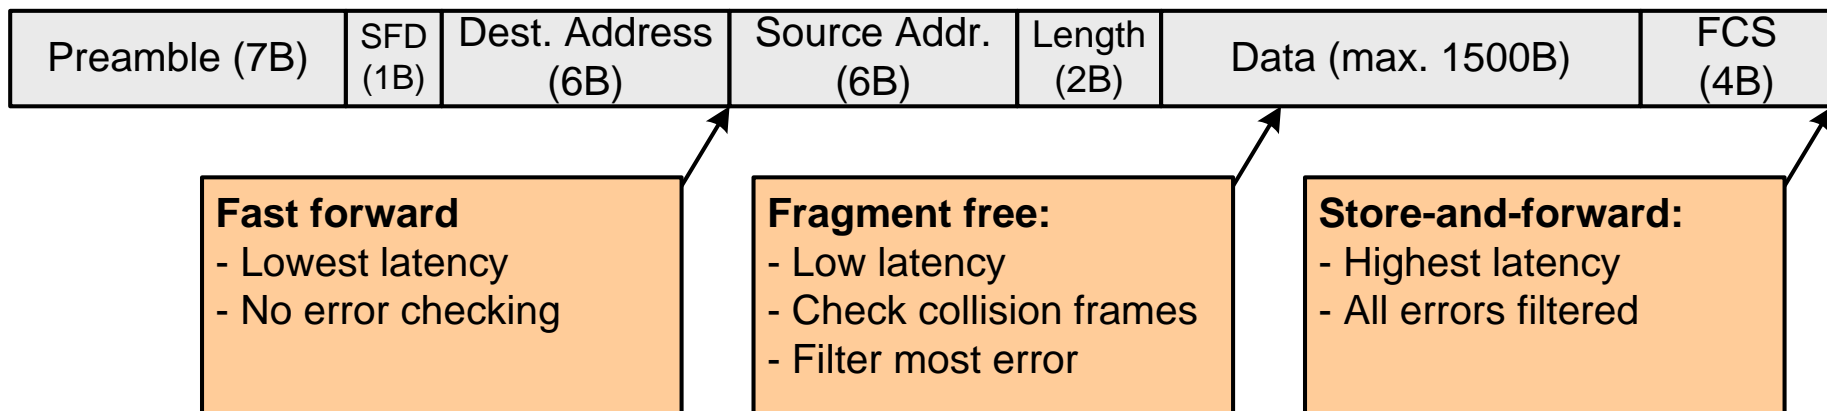 Preamble (7B)
SFD
(1B)
Dest. Address
(6B)
Source Addr.
(6B)
Length
(2B)
Data (max. 1500B)
FCS
(4B)
Fast forward
- Lowest latency
- No error checking
Fragment free:
- Low latency
- Check collision frames
- Filter most error
Store-and-forward:
- Highest latency
- All errors filtered